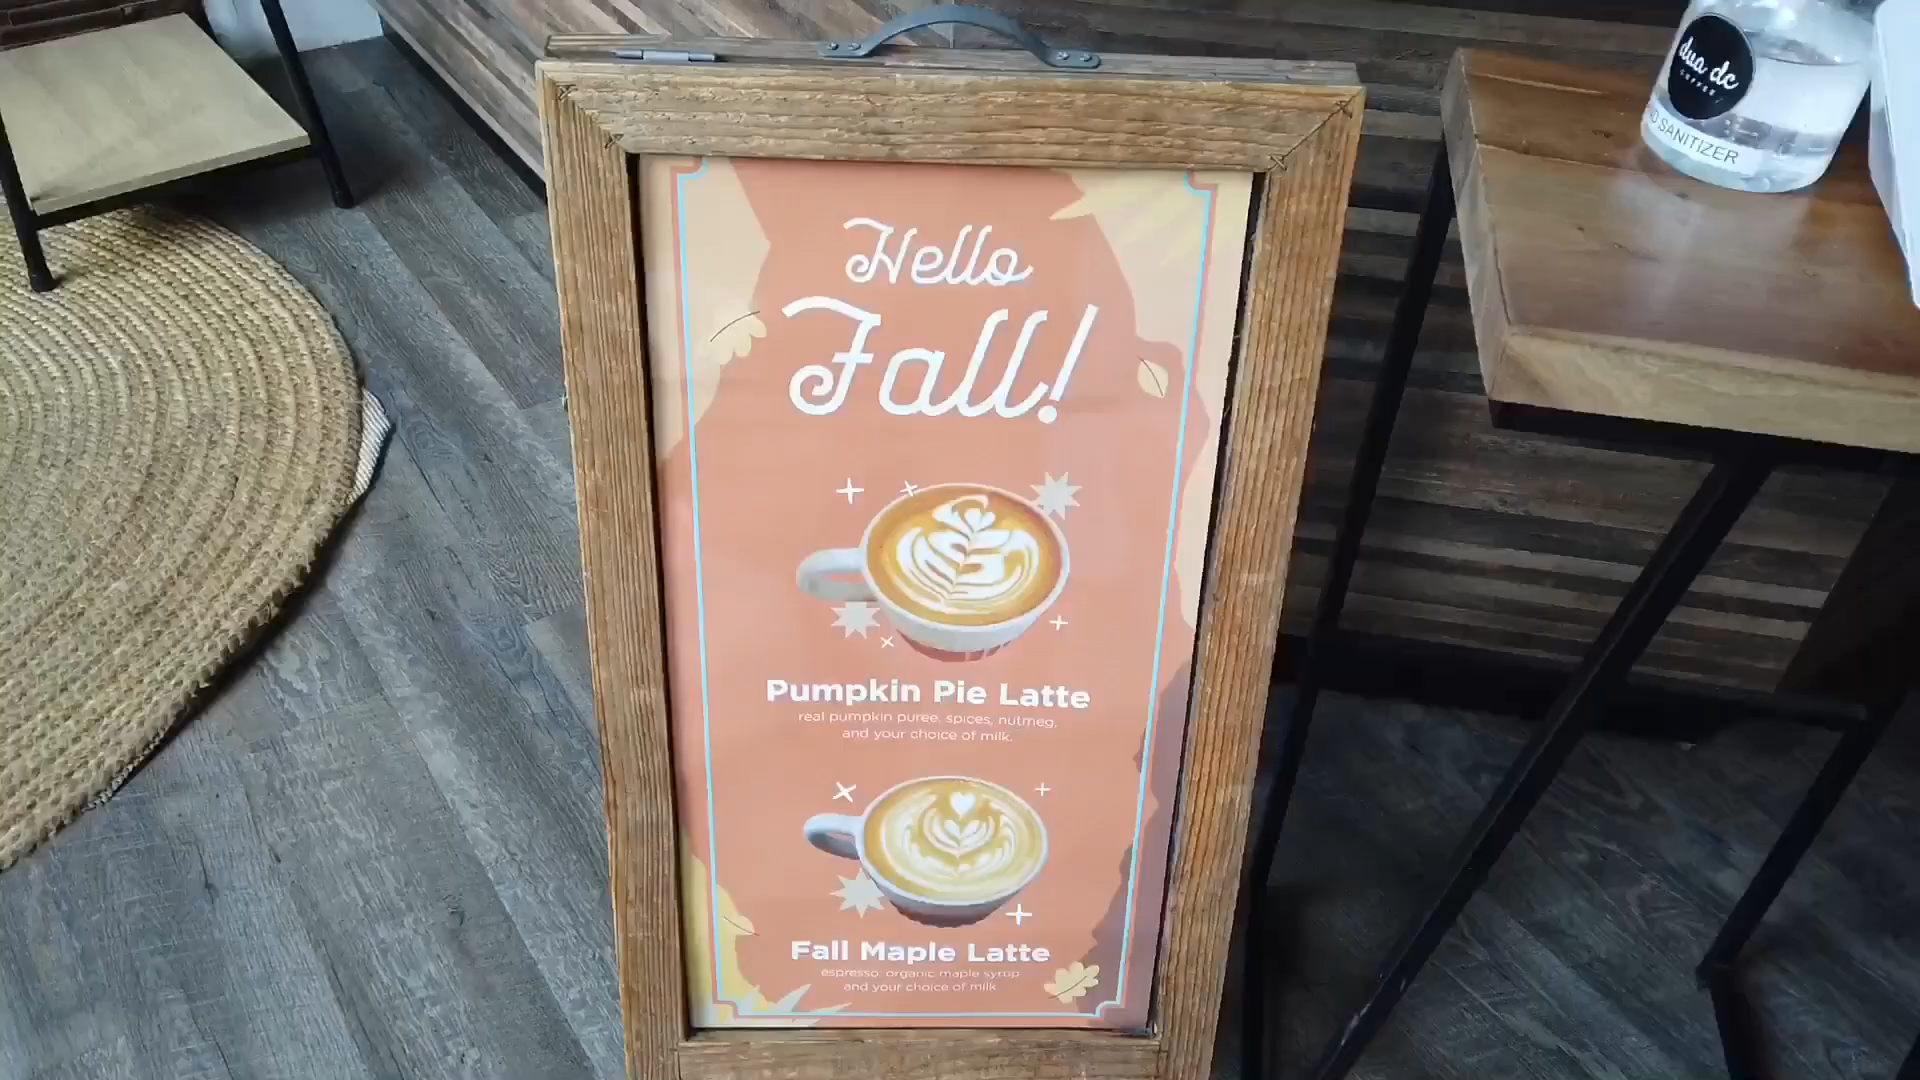 Hello
Fall!
Pumpkin Pie Latte
real pumpkin puree, spices, nutmeg,
and your choice of milk.
Fall Maple Latte
espresso, organic maple syrup
and your choice of milk
dua dc
COFFEE
SANITIZER